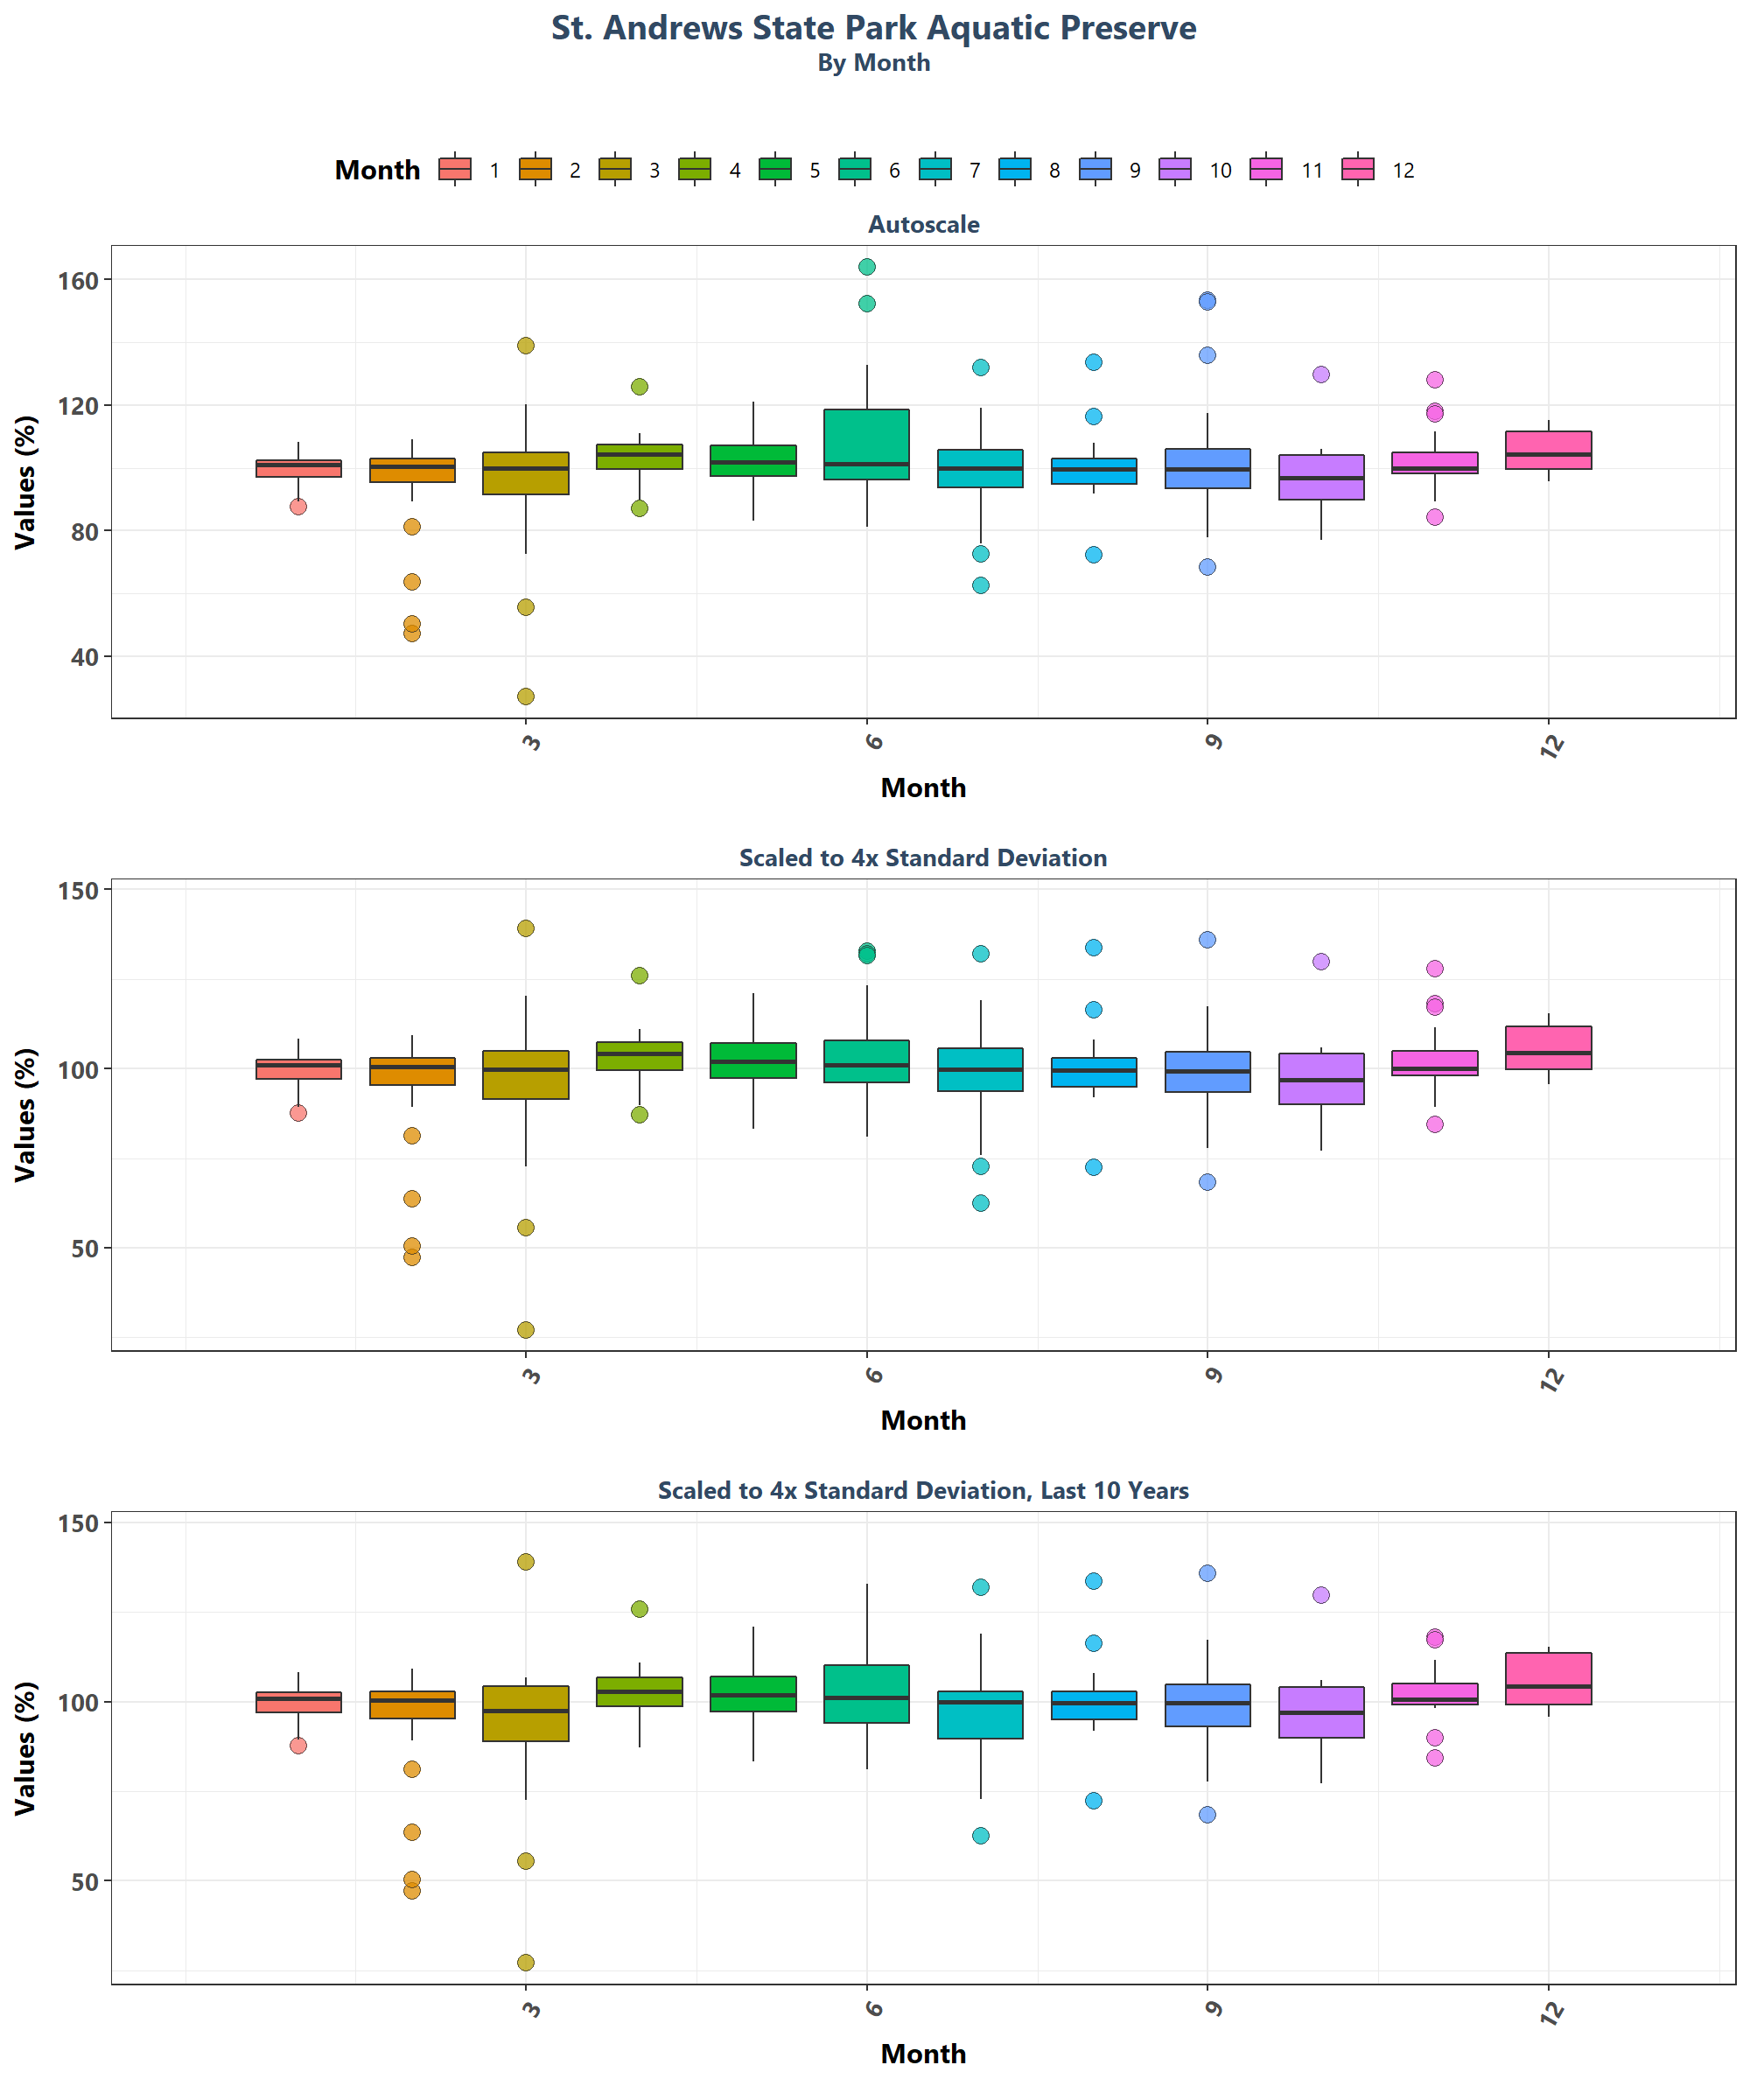 St. Andrews State Park Aquatic Preserve
By Month
Month 1 2 3 4 5 6 7 8 9 10 11 12
Autoscale
Values (%)
160
120
80
40
3 6 9 12
Month
Scaled to 4x Standard Deviation
Values (%)
150
100
50
3 6 9 12
Month
Scaled to 4x Standard Deviation, Last 10 Years
Values (%)
150
100
50
3 6 9 12
Month